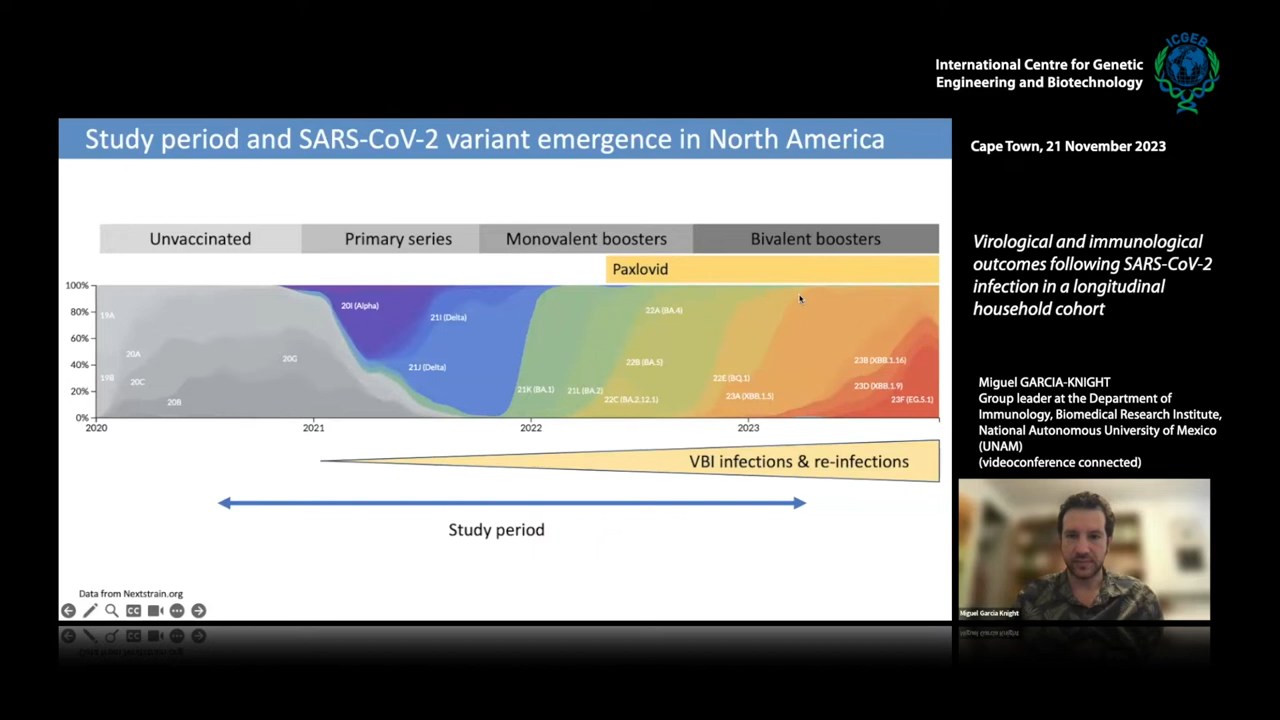 ICGEB
International Centre for Genetic
Engineering and Biotechnology
Study period and SARS-CoV-2 variant emergence in North America
Cape Town, 21 November 2023
Unvaccinated
Primary series
Monovalent boosters
Bivalent boosters
Paxlovid
Virological and immunological
outcomes following SARS-CoV-2
infection in a longitudinal
household cohort
100%
80%
60%
40%
20%
0%
19A
19B
20A
20C
20B
20G
20I (Alpha)
21I (Delta)
21J (Delta)
21K (BA.1)
21L (BA.2)
22A (BA.4)
22B (BA.5)
22C (BA.2.12.1)
22E (BQ.1)
23A (XBB.1.5)
23B (XBB.1.16)
23D (XBB.1.9)
23F (EG.5.1)
2020
2021
2022
2023
Miguel GARCIA-KNIGHT
Group leader at the Department of
Immunology, Biomedical Research Institute,
National Autonomous University of Mexico
(UNAM)
(videoconference connected)
VBI infections & re-infections
Study period
Data from Nextstrain.org
CC
Miguel Garcia Knight